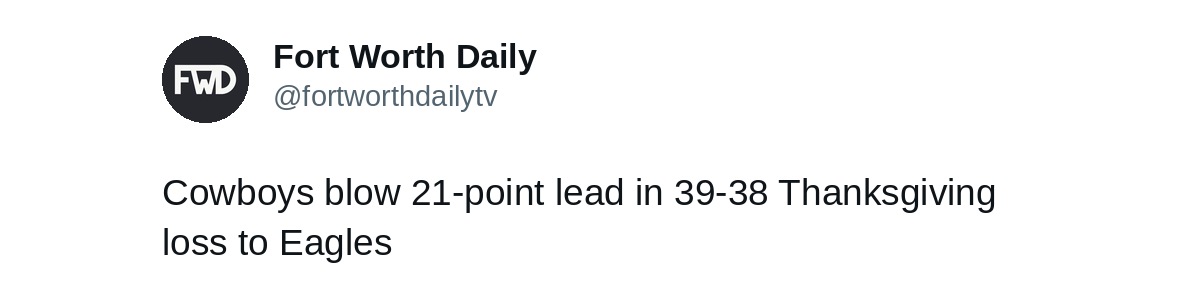 FWD
Fort Worth Daily
@fortworthdailytv
Cowboys blow 21-point lead in 39-38 Thanksgiving
loss to Eagles